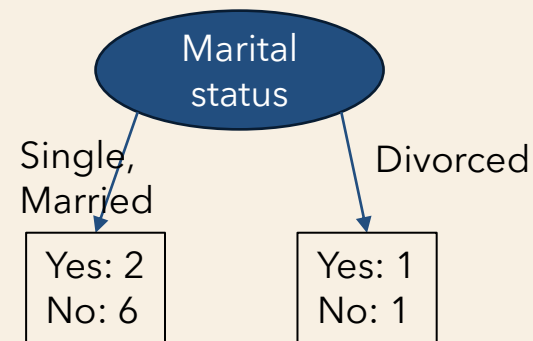 Marital
status
Single,
Married
Divorced
Yes: 2
No: 6
Yes: 1
No: 1